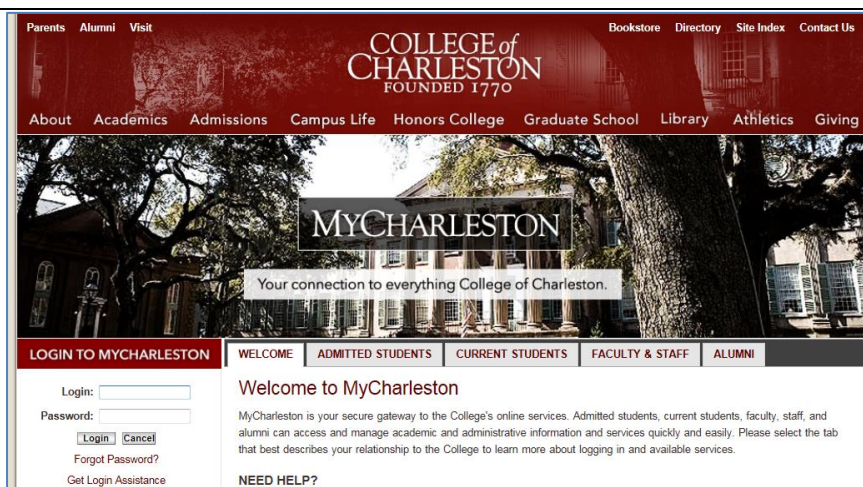 Parents Alumni Visit
Bookstore Directory Site Index Contact Us
COLLEGE of
CHARLESTON
FOUNDED 1770
About Academics Admissions Campus Life Honors College Graduate School Library Athletics Giving
MYCHARLESTON
Your connection to everything College of Charleston.
LOGIN TO MYCHARLESTON
Login:
Password:
Login Cancel
Forgot Password?
Get Login Assistance
WELCOME ADMITTED STUDENTS CURRENT STUDENTS FACULTY & STAFF ALUMNI
Welcome to MyCharleston
MyCharleston is your secure gateway to the College's online services. Admitted students, current students, faculty, staff, and
alumni can access and manage academic and administrative information and services quickly and easily. Please select the tab
that best describes your relationship to the College to learn more about logging in and available services.
NEED HELP?